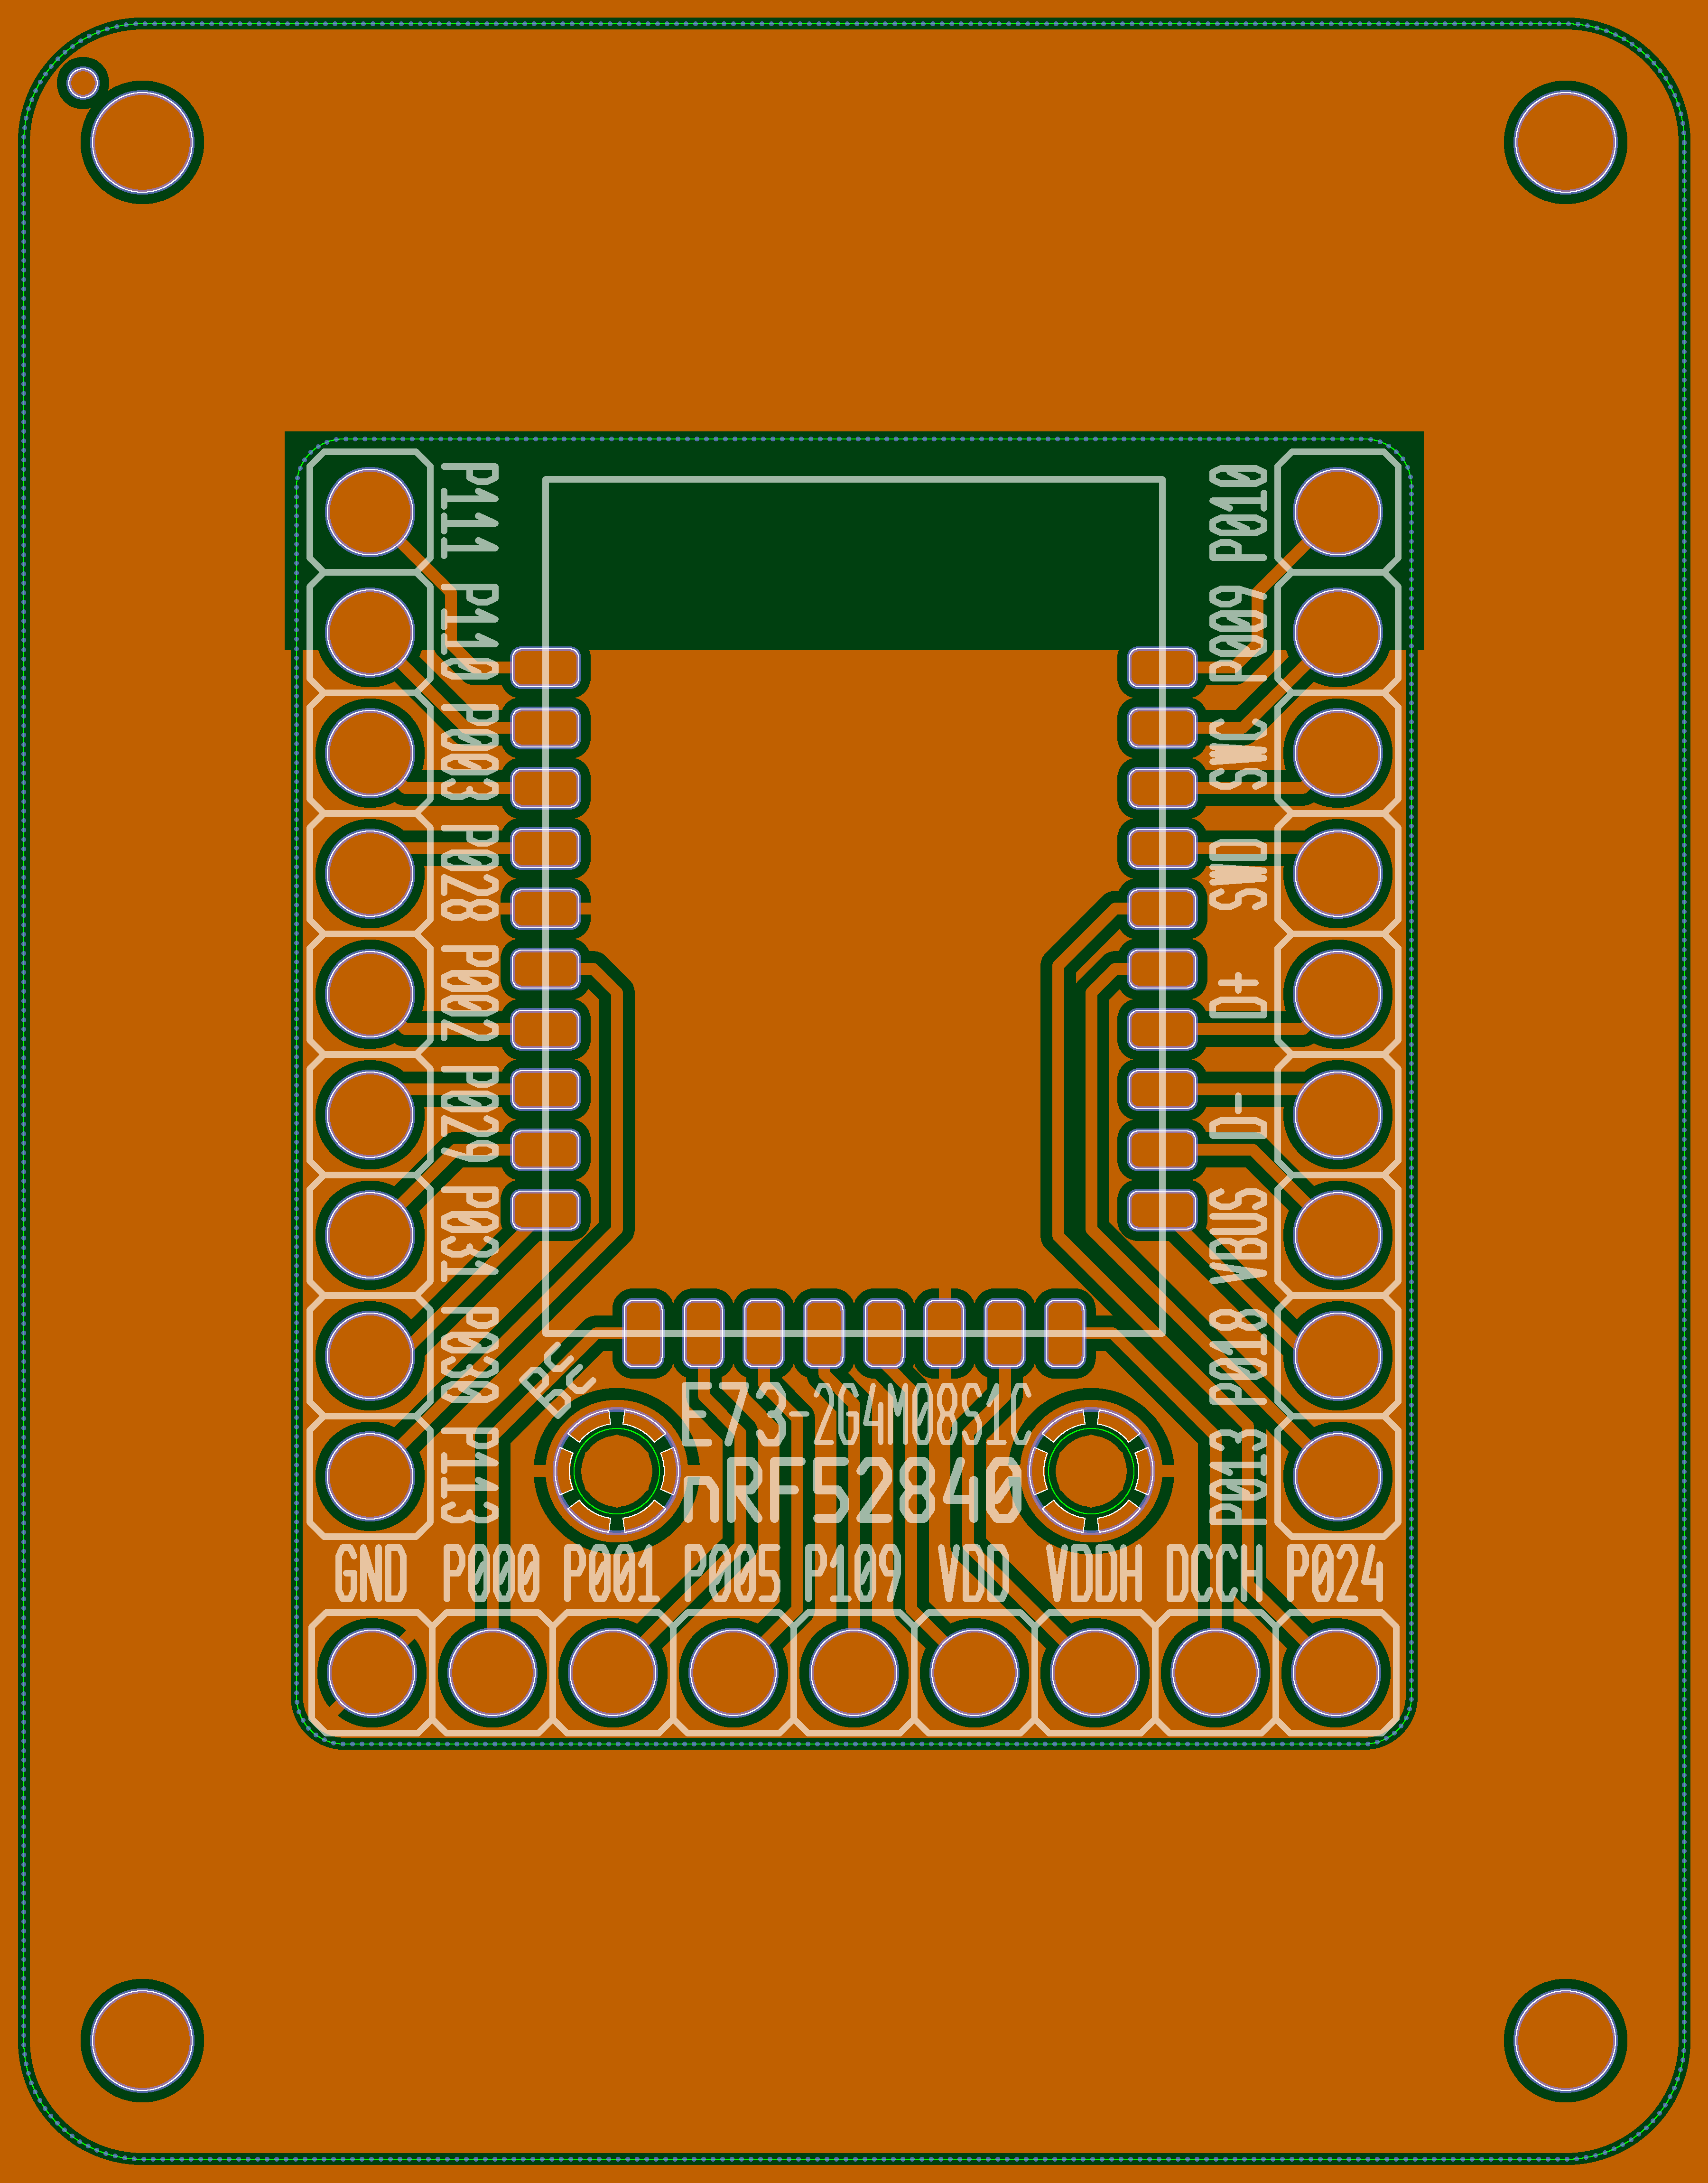 P111
P110
P003
P028
P002
P029
P031
P030
P113
P010
P009
SWC
SWD
D+
D-
VBUS
P018
P013
BC
E73-2G4M08S1C
nRF52840
GND P000 P001 P005 P109 VDD VDDH DCCH P024